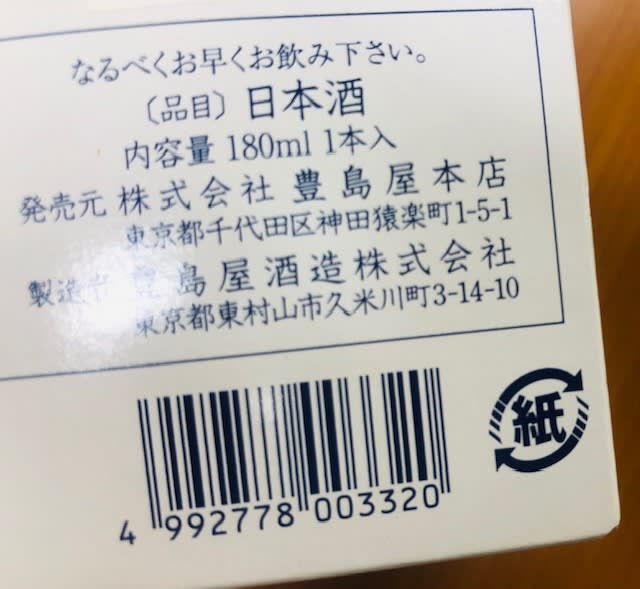 なるべくお早くお飲み下さい。
〔品目〕日本酒
内容量 180ml 1本入
発売元 株式会社 豊島屋本店
東京都千代田区神田猿楽町1-5-1
製造者 豊島屋酒造株式会社
東京都東村山市久米川町3-14-10
紙
4 992778 003320